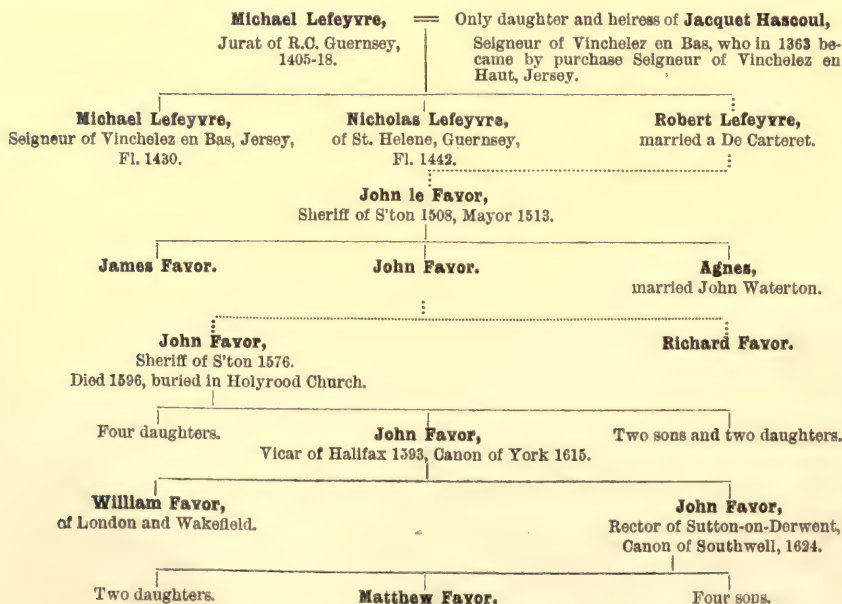 Michael Lefeyvre, = Only daughter and heiress of Jacquet Hascoul,
Jurat of R.C. Guernsey,
1405-18.
Seigneur of Vinchelez en Bas, who in 1363 be-
came by purchase Seigneur of Vinchelez en
Haut, Jersey.
Michael Lefeyvre,
Seigneur of Vinchelez en Bas, Jersey,
Fl. 1430.
Nicholas Lefeyvre,
of St. Helene, Guernsey,
Fl. 1442.
Robert Lefeyvre,
married a De Carteret.
John le Favor,
Sheriff of S'ton 1508, Mayor 1513.
James Favor.
John Favor.
Agnes,
married John Waterton.
John Favor,
Sheriff of S'ton 1576.
Died 1596, buried in Holyrood Church.
Richard Favor.
Four daughters.
John Favor,
Vicar of Halifax 1593, Canon of York 1615.
Two sons and two daughters.
William Favor,
of London and Wakefield.
John Favor,
Rector of Sutton-on-Derwent,
Canon of Southwell, 1624.
Two daughters.
Matthew Favor.
Four sons.